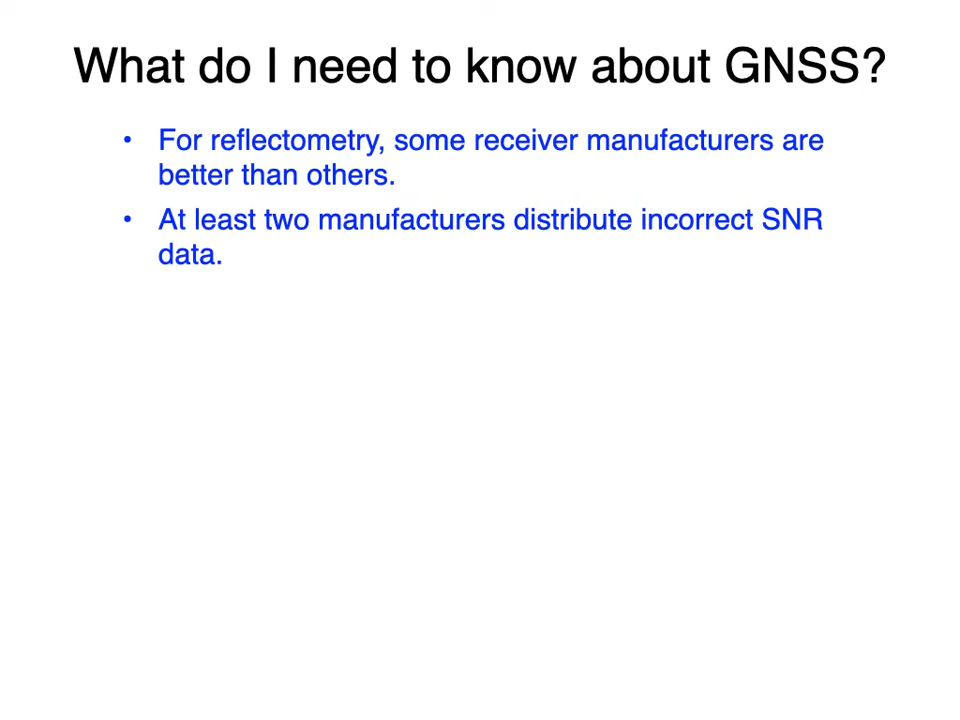 What do I need to know about GNSS?
• For reflectometry, some receiver manufacturers are
better than others.
• At least two manufacturers distribute incorrect SNR
data.